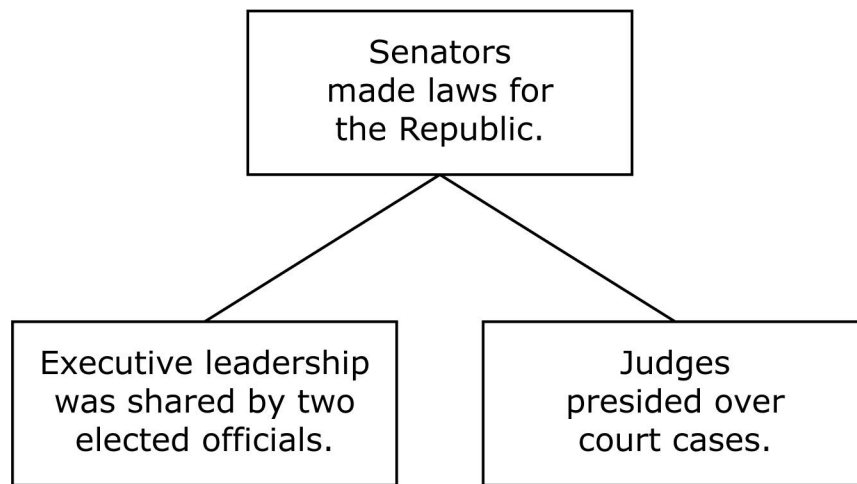 Senators
made laws for
the Republic.
Executive leadership
was shared by two
elected officials.
Judges
presided over
court cases.